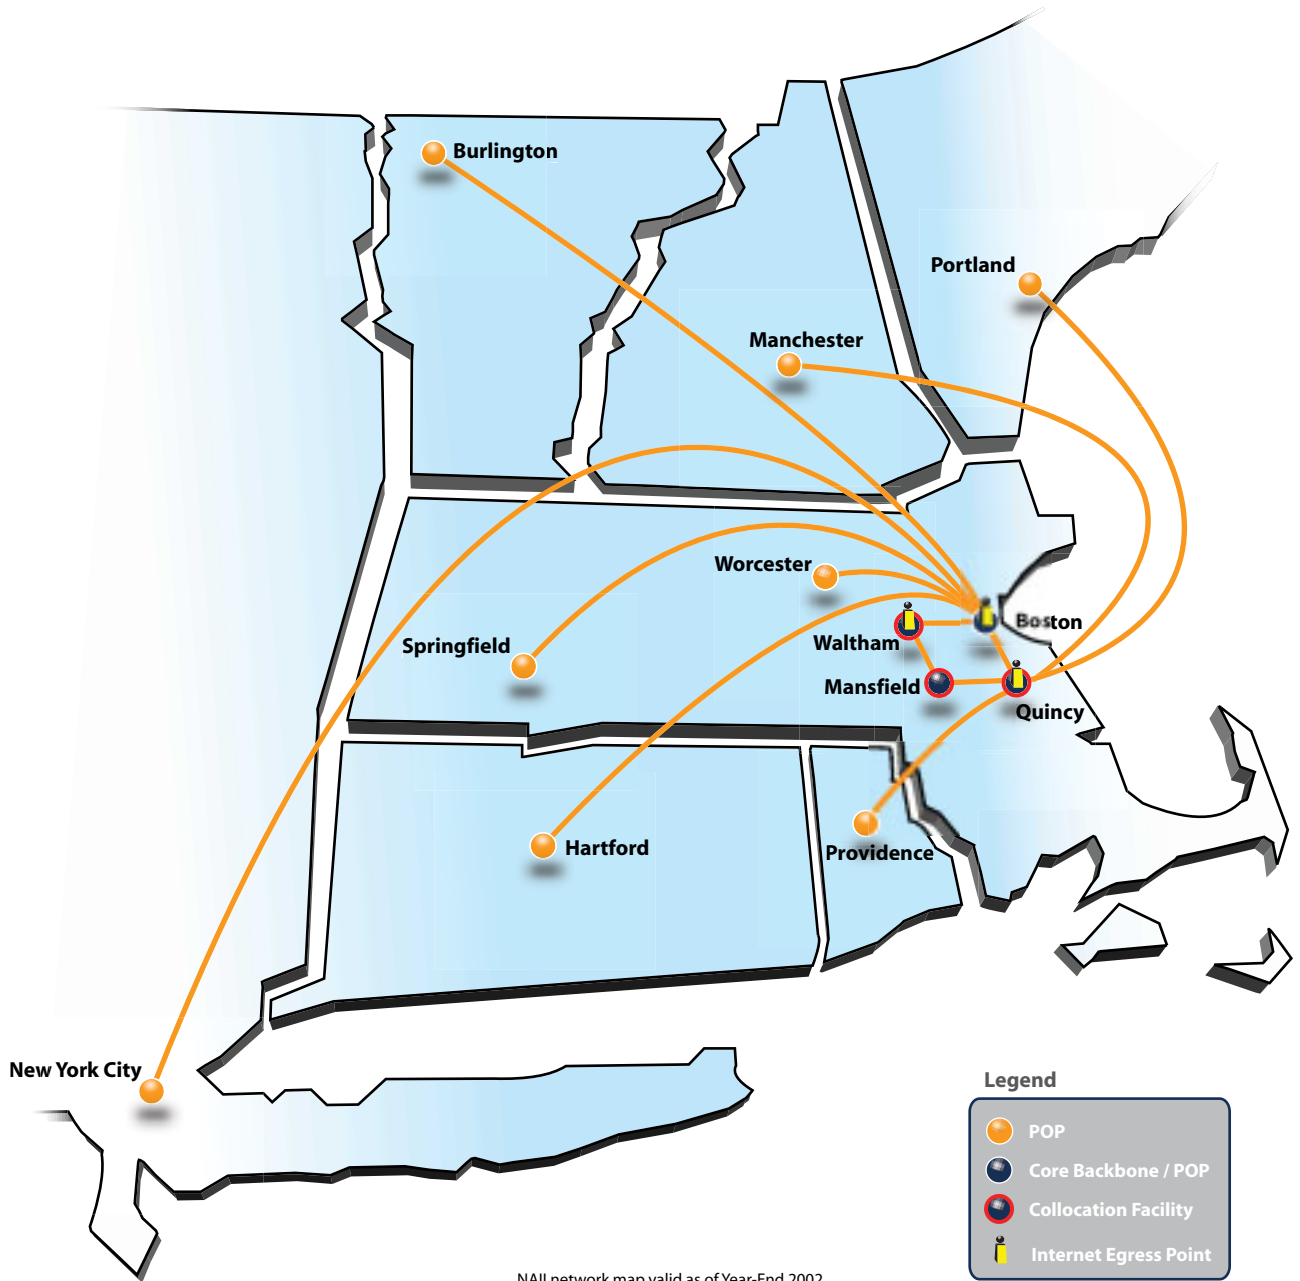 Burlington
Portland
Manchester
Worcester
Boston
Waltham
Springfield
Mansfield
Quincy
Hartford
Providence
New York City
Legend
POP
Core Backbone / POP
Collocation Facility
Internet Egress Point
network map valid as of Year-End 2002